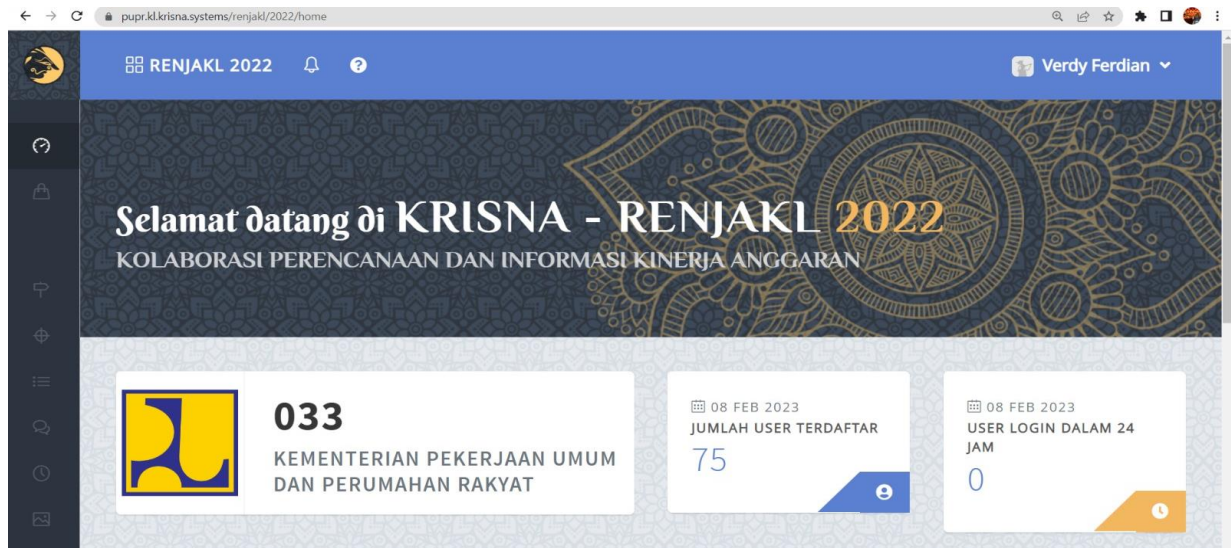 pupr.kl.krisna.systems/renjakl/2022/home
RENJAKL 2022
Verdy Ferdian
Selamat datang di KRISNA - RENJAKL 2022
KOLABORASI PERENCANAAN DAN INFORMASI KINERJA ANGGARAN
033
KEMENTERIAN PEKERJAAN UMUM
DAN PERUMAHAN RAKYAT
08 FEB 2023
JUMLAH USER TERDAFTAR
75
08 FEB 2023
USER LOGIN DALAM 24
JAM
0